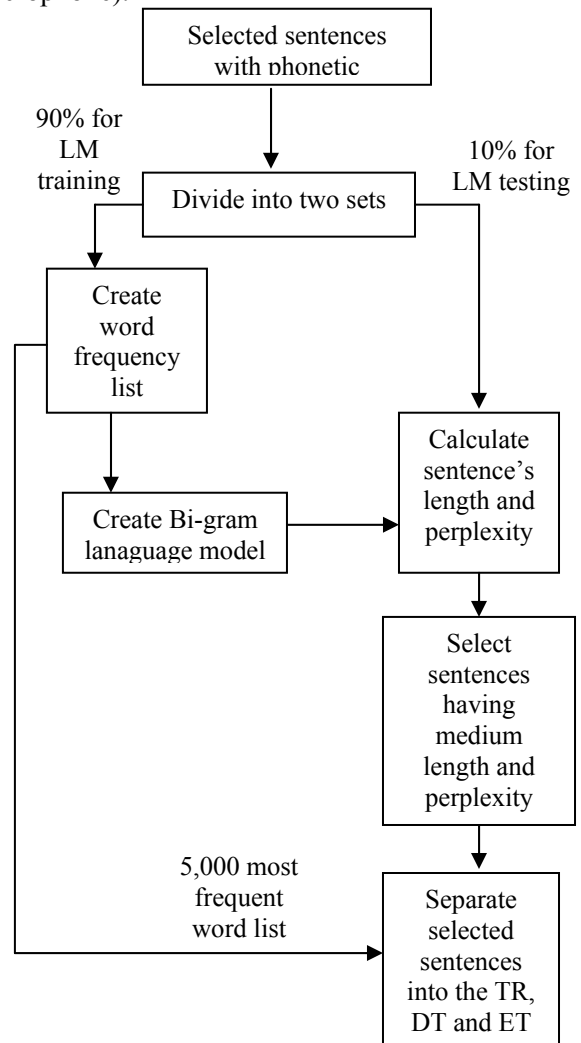 Selected sentences
with phonetic
90% for
LM
training
10% for
LM testing
Divide into two sets
Create
word
frequency
list
Calculate
sentence’s
length and
perplexity
Create Bi-gram
lanaguage model
Select
sentences
having
medium
length and
perplexity
5,000 most
frequent
word list
Separate
selected
sentences
into the TR,
DT and ET